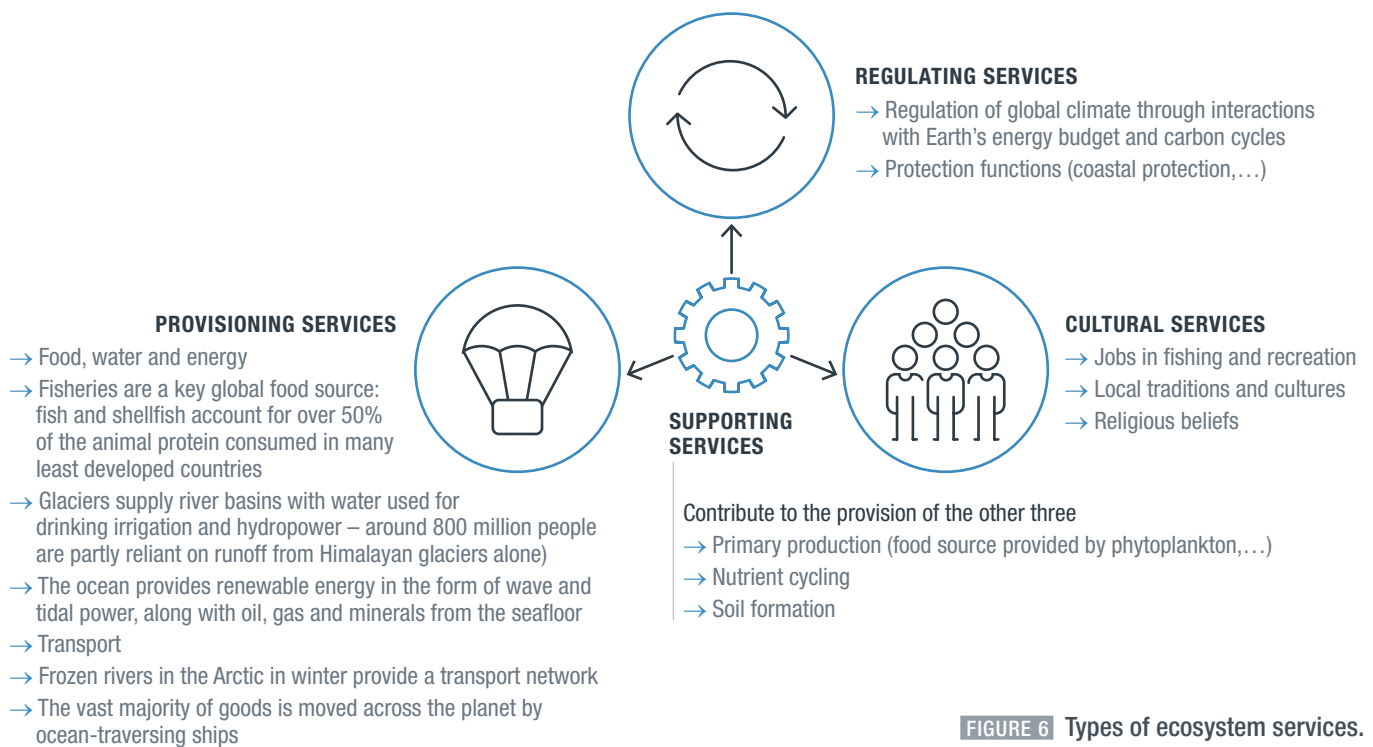 REGULATING SERVICES
→ Regulation of global climate through interactions
with Earth’s energy budget and carbon cycles
→ Protection functions (coastal protection,…)
PROVISIONING SERVICES
→ Food, water and energy
→ Fisheries are a key global food source:
fish and shellfish account for over 50%
of the animal protein consumed in many
least developed countries
→ Glaciers supply river basins with water used for
drinking irrigation and hydropower – around 800 million people
are partly reliant on runoff from Himalayan glaciers alone)
→ The ocean provides renewable energy in the form of wave and
tidal power, along with oil, gas and minerals from the seafloor
→ Transport
→ Frozen rivers in the Arctic in winter provide a transport network
→ The vast majority of goods is moved across the planet by
ocean-traversing ships
SUPPORTING
SERVICES
Contribute to the provision of the other three
→ Primary production (food source provided by phytoplankton,…)
→ Nutrient cycling
→ Soil formation
CULTURAL SERVICES
→ Jobs in fishing and recreation
→ Local traditions and cultures
→ Religious beliefs
FIGURE 6 Types of ecosystem services.